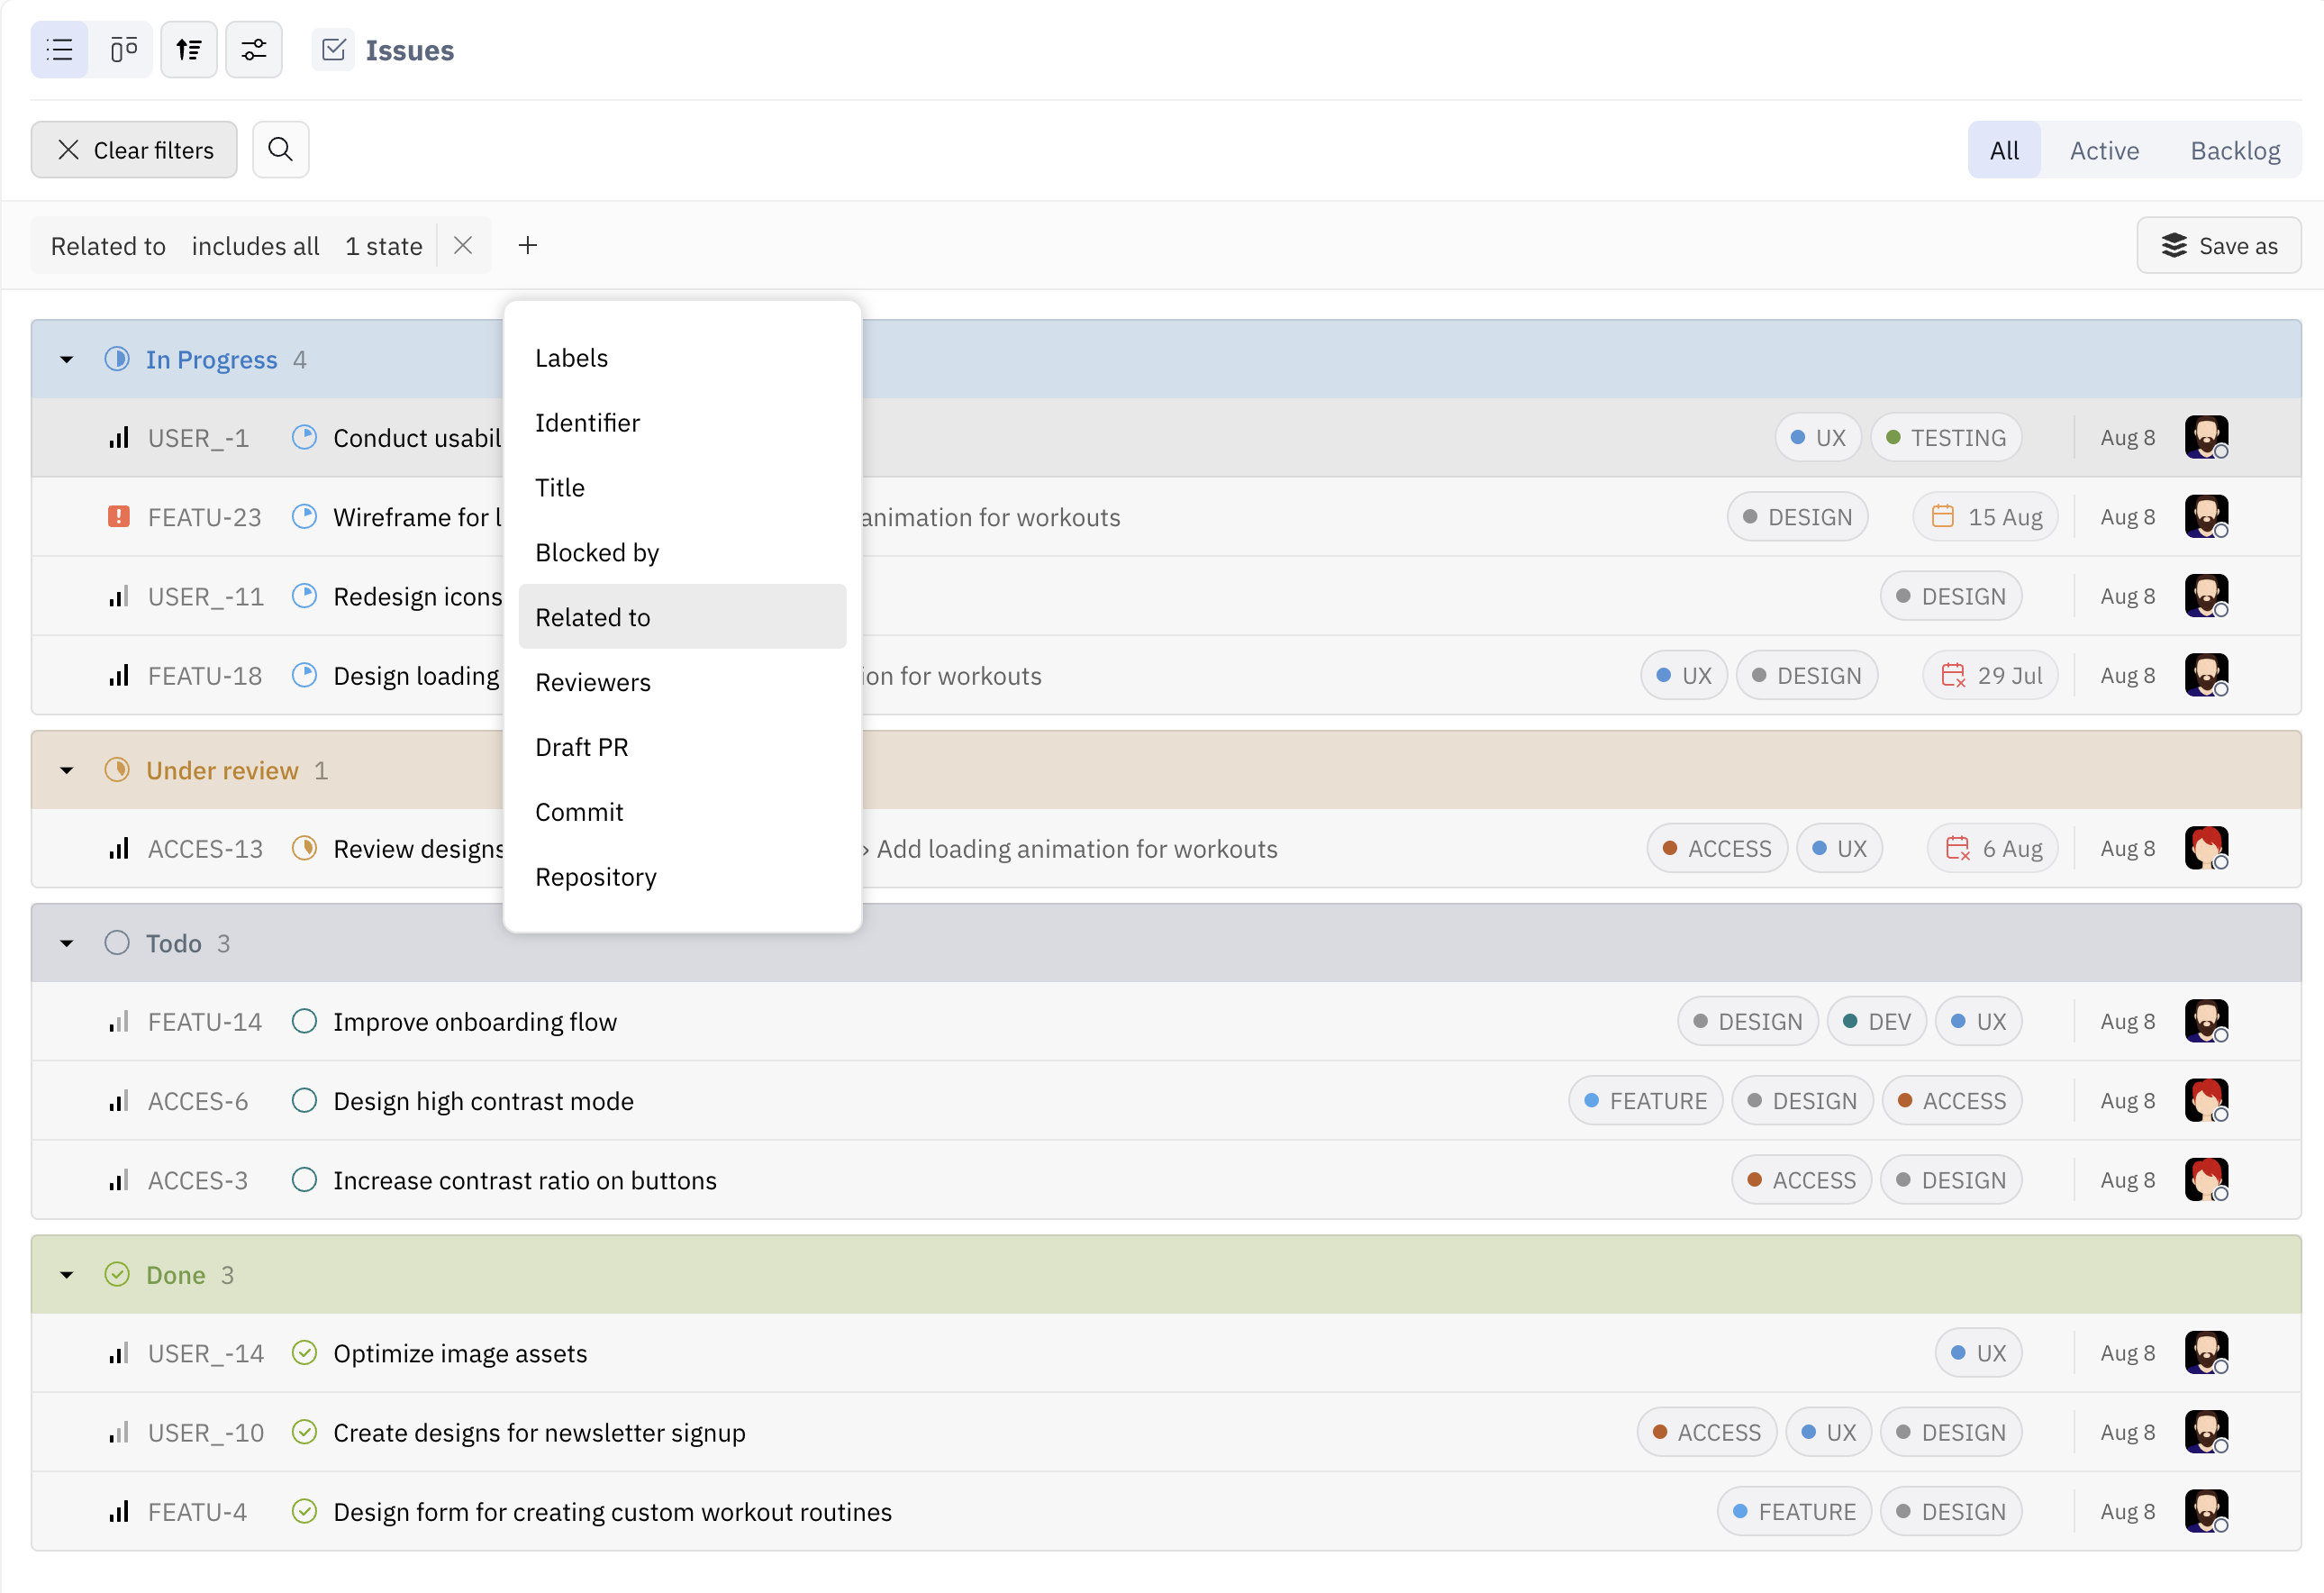 Issues
Clear filters
All Active Backlog
Related to includes all 1 state
Save as
Labels
Identifier
Title
Blocked by
Related to
Reviewers
Draft PR
Commit
Repository
In Progress 4
USER_-1 Conduct usabil UX TESTING Aug 8
FEATU-23 Wireframe for l animation for workouts DESIGN 15 Aug Aug 8
USER_-11 Redesign icons DESIGN Aug 8
FEATU-18 Design loading ion for workouts UX DESIGN 29 Jul Aug 8
Under review 1
ACCES-13 Review designs › Add loading animation for workouts ACCESS UX 6 Aug Aug 8
Todo 3
FEATU-14 Improve onboarding flow DESIGN DEV UX Aug 8
ACCES-6 Design high contrast mode FEATURE DESIGN ACCESS Aug 8
ACCES-3 Increase contrast ratio on buttons ACCESS DESIGN Aug 8
Done 3
USER_-14 Optimize image assets UX Aug 8
USER_-10 Create designs for newsletter signup ACCESS UX DESIGN Aug 8
FEATU-4 Design form for creating custom workout routines FEATURE DESIGN Aug 8